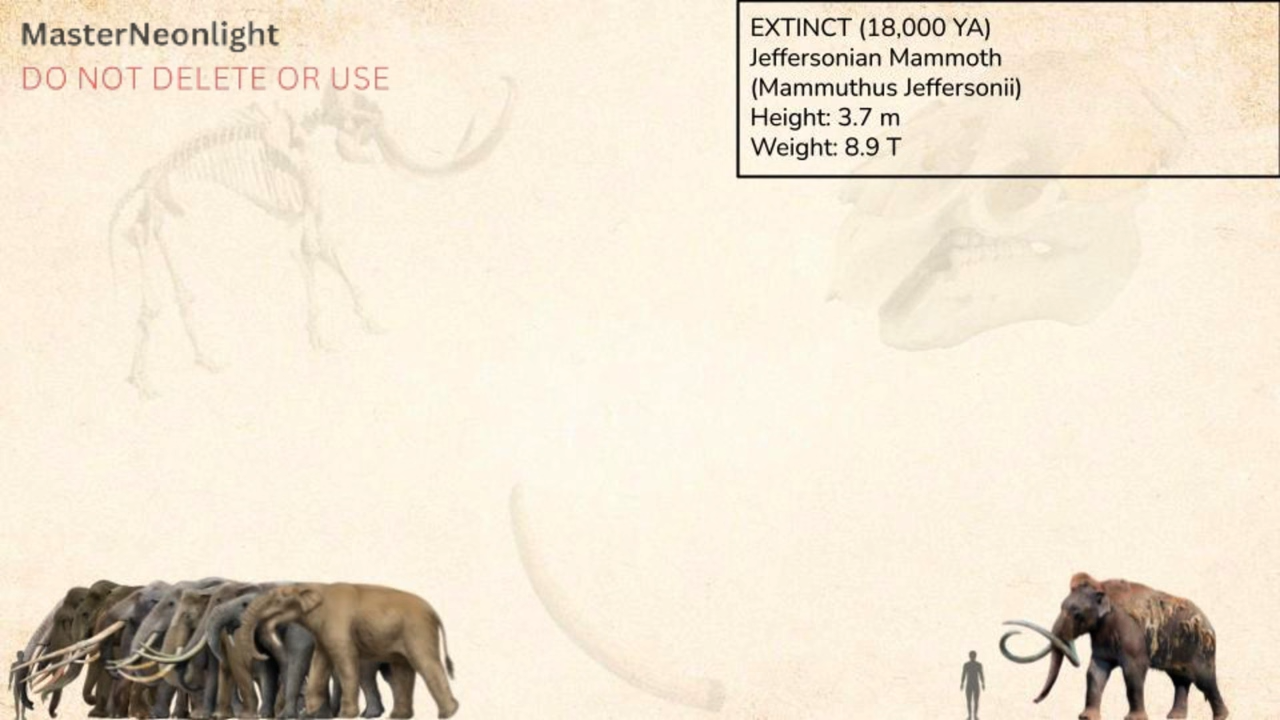 MasterNeonlight
DO NOT DELETE OR USE
EXTINCT (18,000 YA)
Jeffersonian Mammoth
(Mammuthus Jeffersonii)
Height: 3.7 m
Weight: 8.9 T